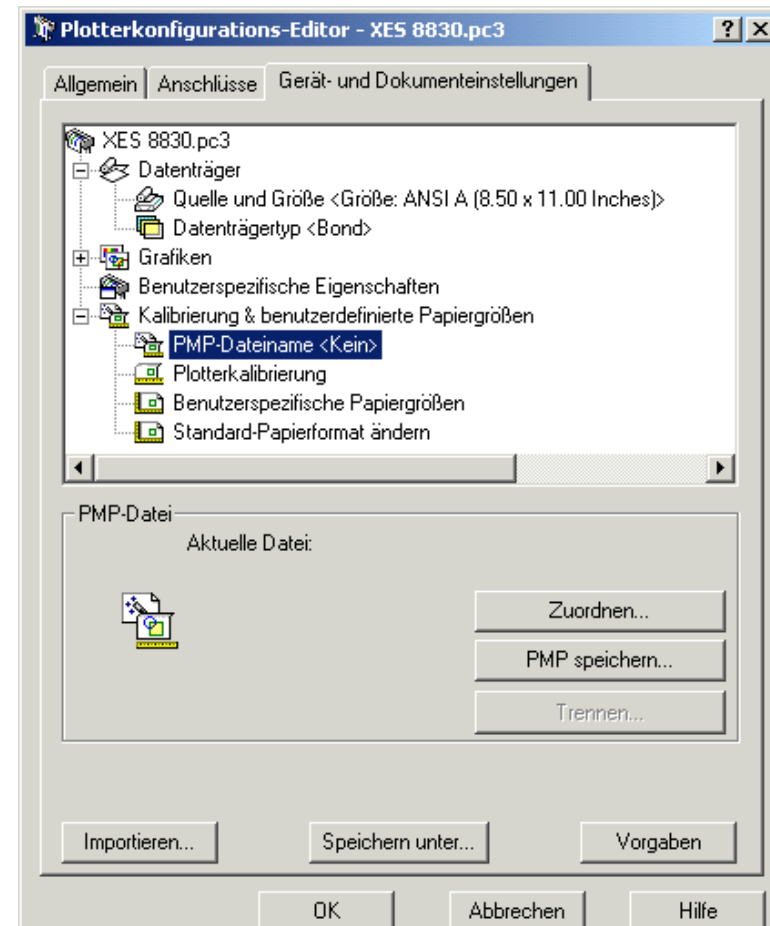 Plotterkonfigurations-Editor - XES 8830.pc3
Allgemein Anschlüsse Gerät- und Dokumenteinstellungen
XES 8830.pc3
Datenträger
Quelle und Größe <Größe: ANSI A (8.50 x 11.00 Inches)>
Datenträgertyp <Bond>
Grafiken
Benutzerspezifische Eigenschaften
Kalibrierung & benutzerdefinierte Papiergrößen
PMP-Dateiname <Kein>
Plotterkalibrierung
Benutzerspezifische Papiergrößen
Standard-Papierformat ändern
PMP-Datei
Aktuelle Datei:
Zuordnen...
PMP speichern...
Trennen...
Importieren... Speichern unter... Vorgaben
OK Abbrechen Hilfe